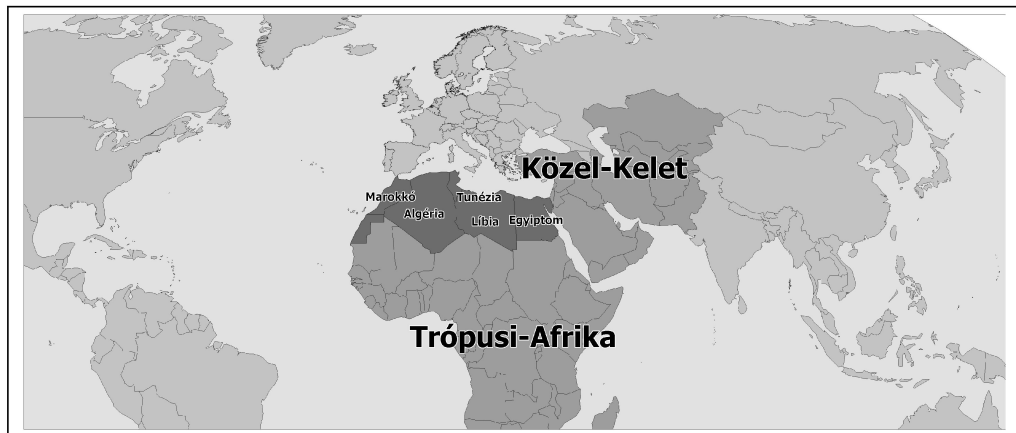 Közel-Kelet
Marokkó
Tunézia
Algéria
Líbia
Egyiptom
Trópusi-Afrika